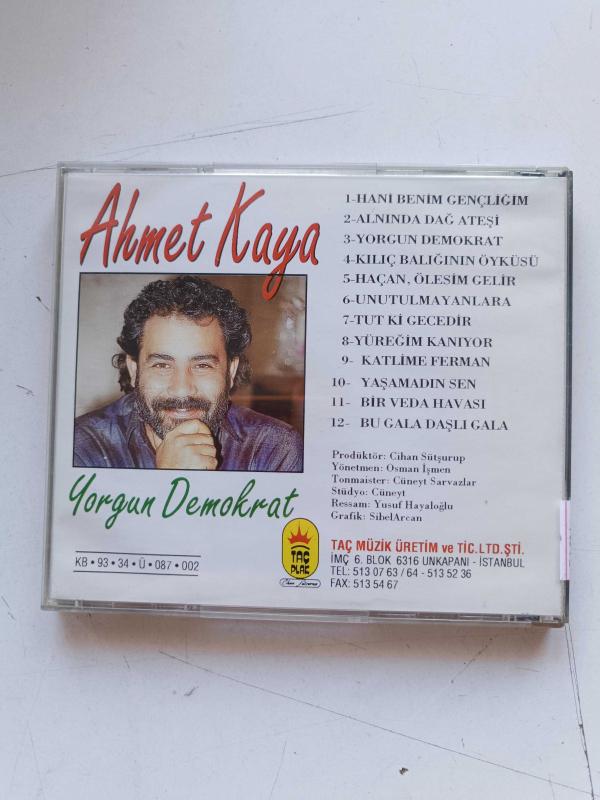 Ahmet Kaya
Yorgun Demokrat
1-HANİ BENİM GENÇLİĞİM
2-ALNINDA DAĞ ATEŞİ
3-YORGUN DEMOKRAT
4-KILIÇ BALIĞININ ÖYKÜSÜ
5-HAÇAN, ÖLESİM GELİR
6-UNUTULMAYANLARA
7-TUT Kİ GECEDİR
8-YÜREĞİM KANIYOR
9- KATLİME FERMAN
10- YAŞAMADIN SEN
11- BİR VEDA HAVASI
12- BU GALA DAŞLI GALA
Prodüktör: Cihan Sütşurup
Yönetmen: Osman İşmen
Tonmaister: Cüneyt Sarvazlar
Stüdyo: Cüneyt
Ressam: Yusuf Hayaloğlu
Grafik: SibelArcan
KB • 93 • 34 • Ü • 087 • 002
TAÇ
PLAK
TAÇ MÜZİK ÜRETİM ve TİC.LTD.ŞTİ.
İMÇ 6. BLOK 6316 UNKAPANI - İSTANBUL
TEL: 513 07 63 / 64 - 513 52 36
FAX: 513 54 67